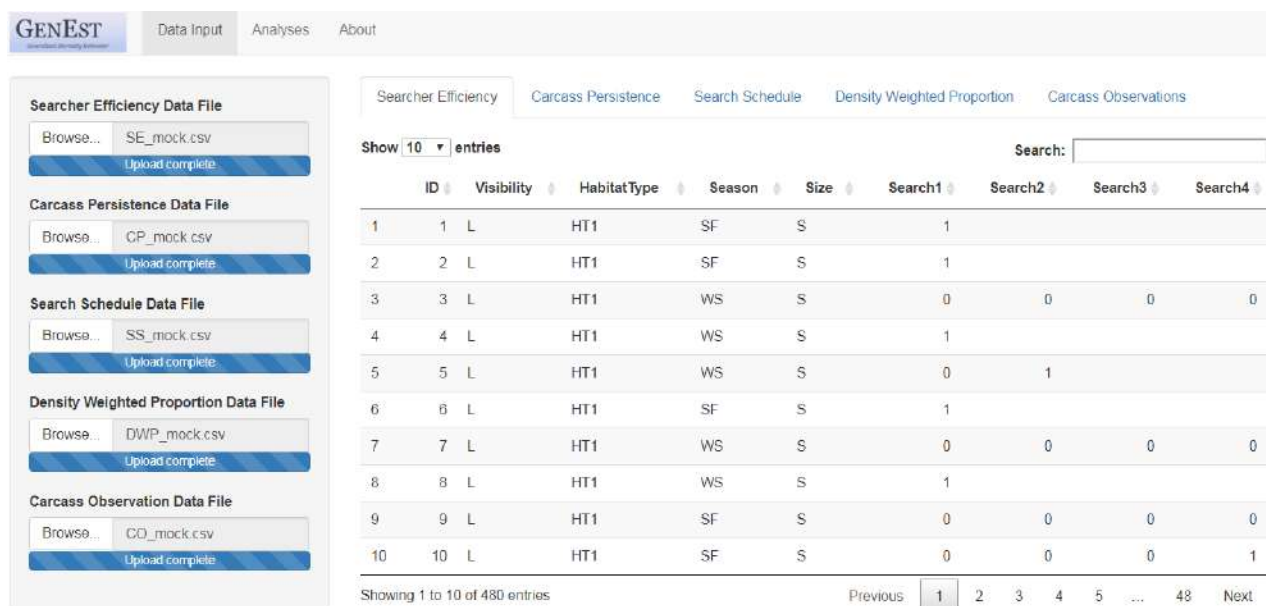 GENEST Data Input Analyses About
Searcher Efficiency Data File
Browse... SE_mock.csv
Upload complete
Carcass Persistence Data File
Browse... CP_mock.csv
Upload complete
Search Schedule Data File
Browse... SS_mock.csv
Upload complete
Density Weighted Proportion Data File
Browse... DWP_mock.csv
Upload complete
Carcass Observation Data File
Browse... CO_mock.csv
Upload complete
Searcher Efficiency Carcass Persistence Search Schedule Density Weighted Proportion Carcass Observations
Show 10 entries Search:
ID Visibility HabitatType Season Size Search1 Search2 Search3 Search4
1 1 L HT1 SF S 1
2 2 L HT1 SF S 1
3 3 L HT1 WS S 0 0 0 0
4 4 L HT1 WS S 1
5 5 L HT1 WS S 0 1
6 6 L HT1 SF S 1
7 7 L HT1 WS S 0 0 0 0
8 8 L HT1 WS S 1
9 9 L HT1 SF S 0 0 0 0
10 10 L HT1 SF S 0 0 0 1
Showing 1 to 10 of 480 entries Previous 1 2 3 4 5 ... 48 Next